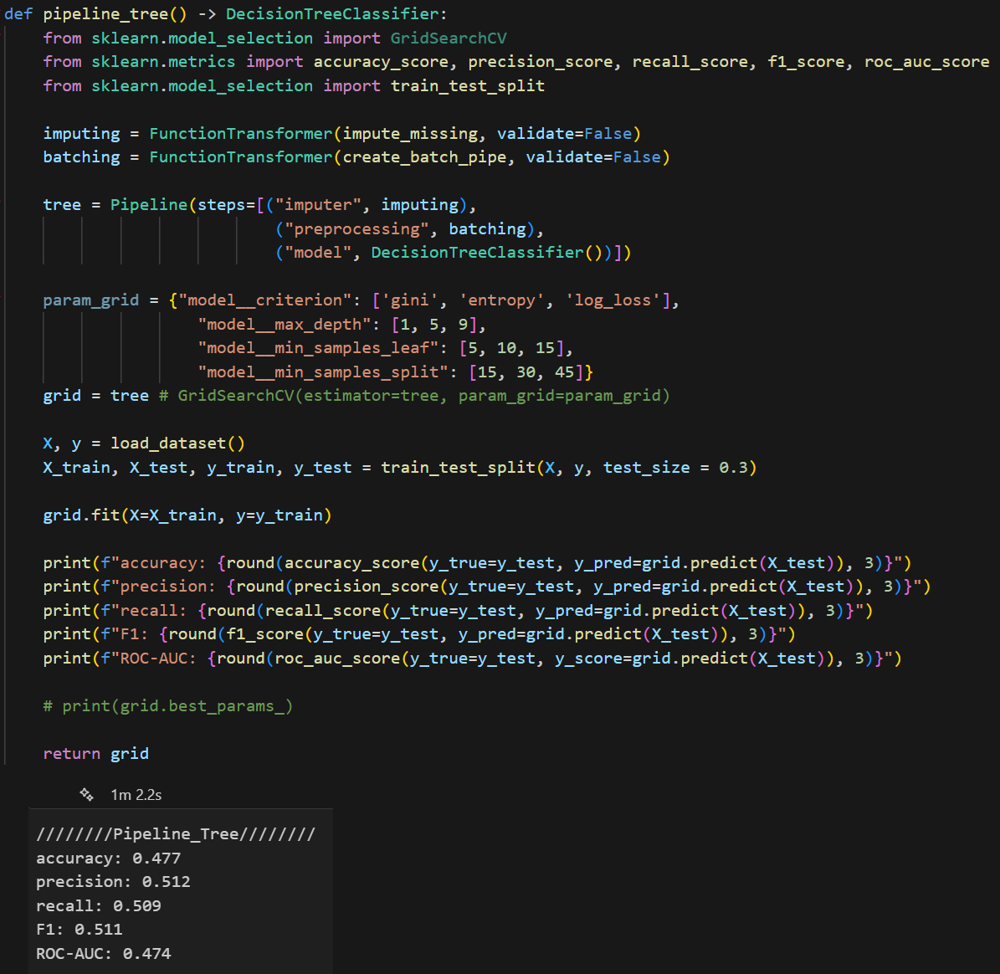 def pipeline_tree() -> DecisionTreeClassifier:
    from sklearn.model_selection import GridSearchCV
    from sklearn.metrics import accuracy_score, precision_score, recall_score, f1_score, roc_auc_score
    from sklearn.model_selection import train_test_split

    imputing = FunctionTransformer(impute_missing, validate=False)
    batching = FunctionTransformer(create_batch_pipe, validate=False)

    tree = Pipeline(steps=[("imputer", imputing),
                            ("preprocessing", batching),
                            ("model", DecisionTreeClassifier())])

    param_grid = {"model__criterion": ['gini', 'entropy', 'log_loss'],
                    "model__max_depth": [1, 5, 9],
                    "model__min_samples_leaf": [5, 10, 15],
                    "model__min_samples_split": [15, 30, 45]}
    grid = tree # GridSearchCV(estimator=tree, param_grid=param_grid)

    X, y = load_dataset()
    X_train, X_test, y_train, y_test = train_test_split(X, y, test_size = 0.3)

    grid.fit(X=X_train, y=y_train)

    print(f"accuracy: {round(accuracy_score(y_true=y_test, y_pred=grid.predict(X_test)), 3)}")
    print(f"precision: {round(precision_score(y_true=y_test, y_pred=grid.predict(X_test)), 3)}")
    print(f"recall: {round(recall_score(y_true=y_test, y_pred=grid.predict(X_test)), 3)}")
    print(f"F1: {round(f1_score(y_true=y_test, y_pred=grid.predict(X_test)), 3)}")
    print(f"ROC-AUC: {round(roc_auc_score(y_true=y_test, y_score=grid.predict(X_test)), 3)}")

    # print(grid.best_params_)

    return grid

1m 2.2s
////////Pipeline_Tree////////
accuracy: 0.477
precision: 0.512
recall: 0.509
F1: 0.511
ROC-AUC: 0.474